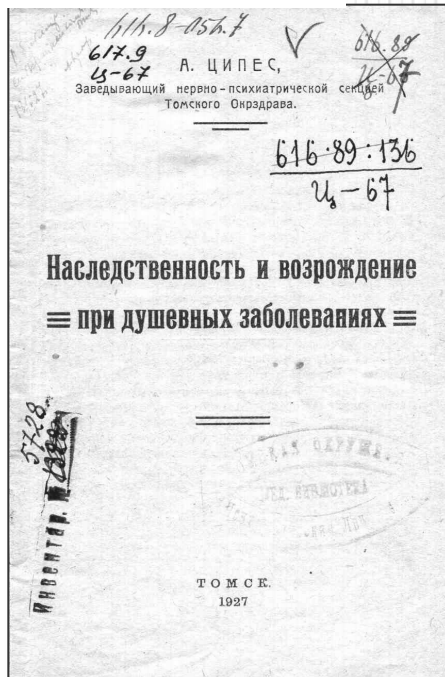 616.8-056.7
617.9
Ц-67
616.89
Ц-67
А. ЦИПЕС,
Заведывающий нервно-психиатрической секцией
Томского Окрздрава.
616.89:136
Ц-67
Наследственность и возрождение
при душевных заболеваниях
5728
Инвентар. №
ТОМСК.
1927